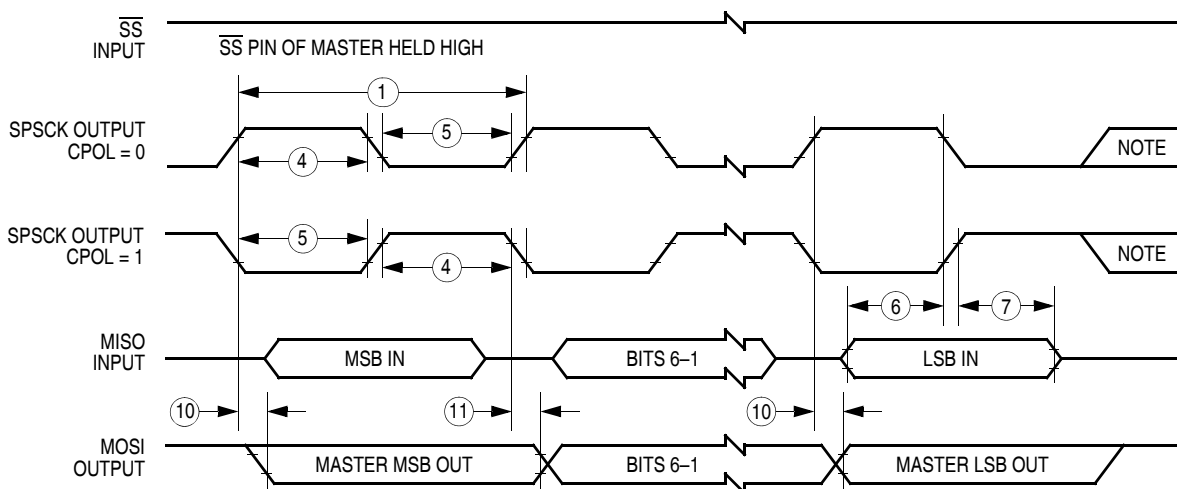 SS
INPUT
SS PIN OF MASTER HELD HIGH
1
SPSCK OUTPUT
CPOL = 0
5
4
NOTE
SPSCK OUTPUT
CPOL = 1
5
4
NOTE
6
7
MISO
INPUT
MSB IN
BITS 6–1
LSB IN
10
11
10
MOSI
OUTPUT
MASTER MSB OUT
BITS 6–1
MASTER LSB OUT